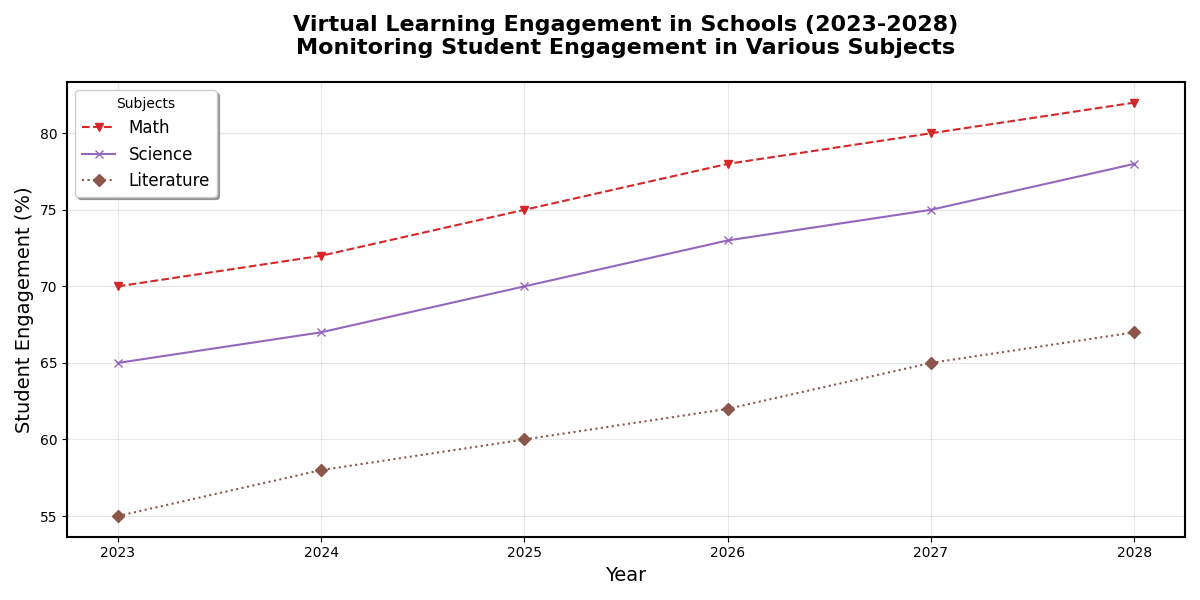 Virtual Learning Engagement in Schools (2023-2028)
Monitoring Student Engagement in Various Subjects
Subjects
Math
Science
Literature
Student Engagement (%)
80
75
70
65
60
55
2023 2024 2025 2026 2027 2028
Year